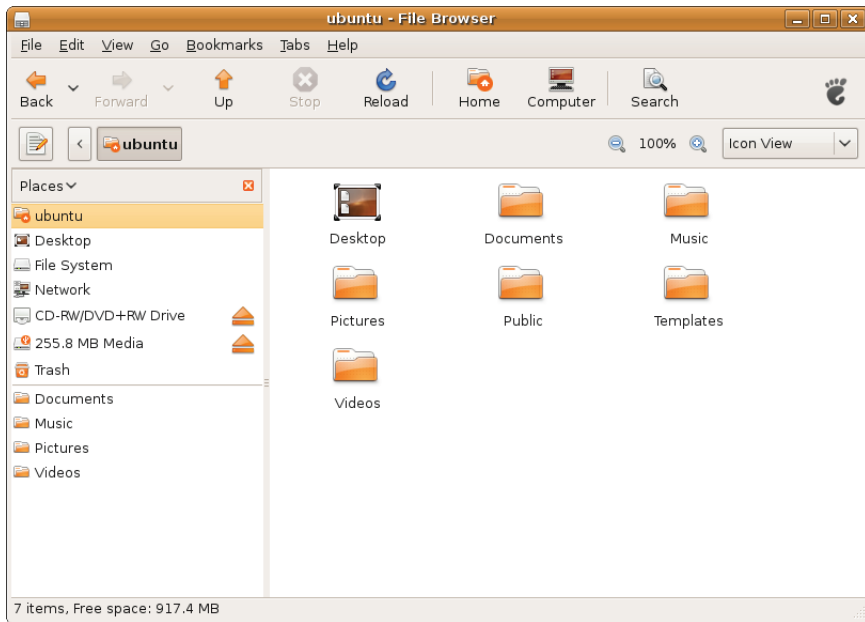 ubuntu - File Browser
File Edit View Go Bookmarks Tabs Help
Back Forward Up Stop Reload Home Computer Search
ubuntu 100% Icon View
Places
ubuntu
Desktop
File System
Network
CD-RW/DVD+RW Drive
255.8 MB Media
Trash
Documents
Music
Pictures
Videos
Desktop Documents Music
Pictures Public Templates
Videos
7 items, Free space: 917.4 MB